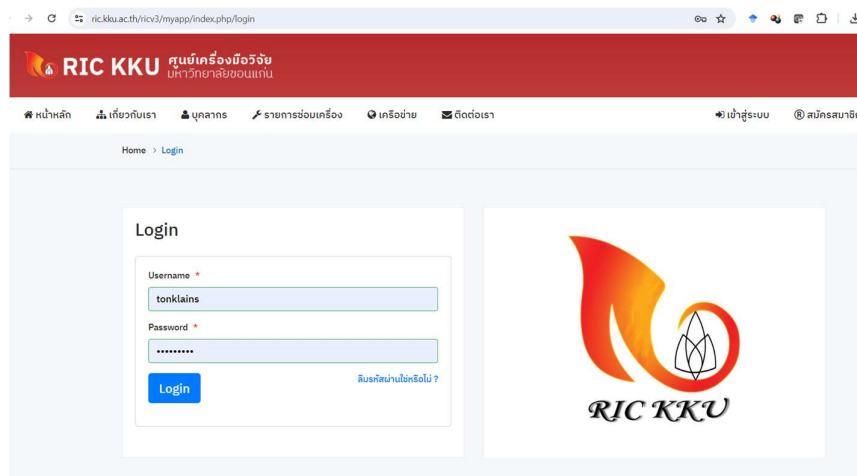 ric.kku.ac.th/ricv3/myapp/index.php/login
RIC KKU
ศูนย์เครื่องมือวิจัย
มหาวิทยาลัยขอนแก่น
หน้าหลัก เกี่ยวกับเรา บุคลากร รายการซ่อมเครื่อง เครือข่าย ติดต่อเรา เข้าสู่ระบบ ® สมัครสมาชิ
Home > Login
Login
Username *
tonklains
Password *
•••••••••
Login
ลืมรหัสผ่านใช่หรือไม่ ?
RIC KKU